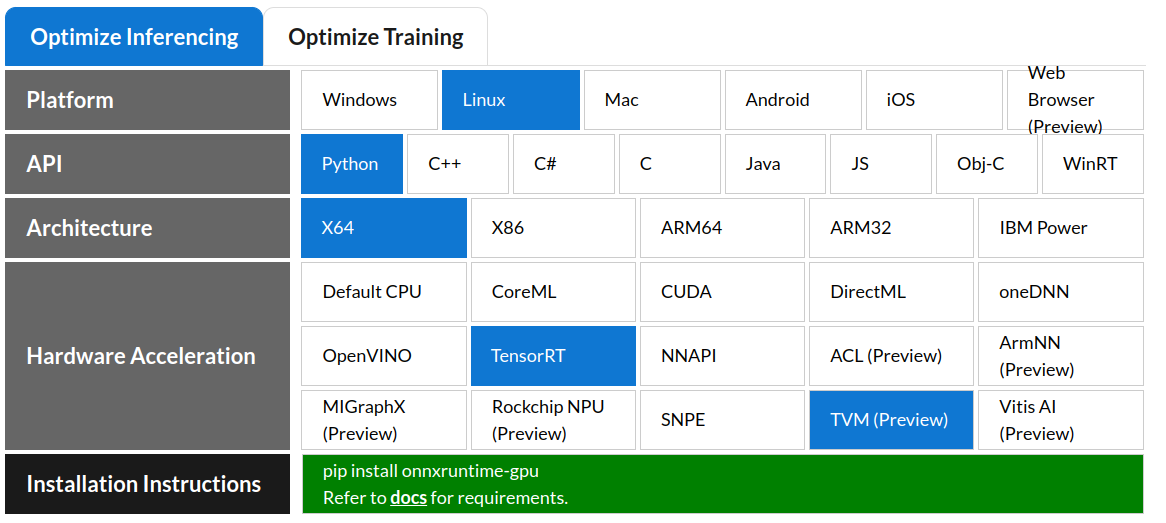 Optimize Inferencing
Optimize Training
Platform
Windows
Linux
Mac
Android
iOS
Web
Browser
(Preview)
API
Python
C++
C#
C
Java
JS
Obj-C
WinRT
Architecture
X64
X86
ARM64
ARM32
IBM Power
Hardware Acceleration
Default CPU
CoreML
CUDA
DirectML
oneDNN
OpenVINO
TensorRT
NNAPI
ACL (Preview)
ArmNN
(Preview)
MIGraphX
(Preview)
Rockchip NPU
(Preview)
SNPE
TVM (Preview)
Vitis AI
(Preview)
Installation Instructions
pip install onnxruntime-gpu
Refer to docs for requirements.